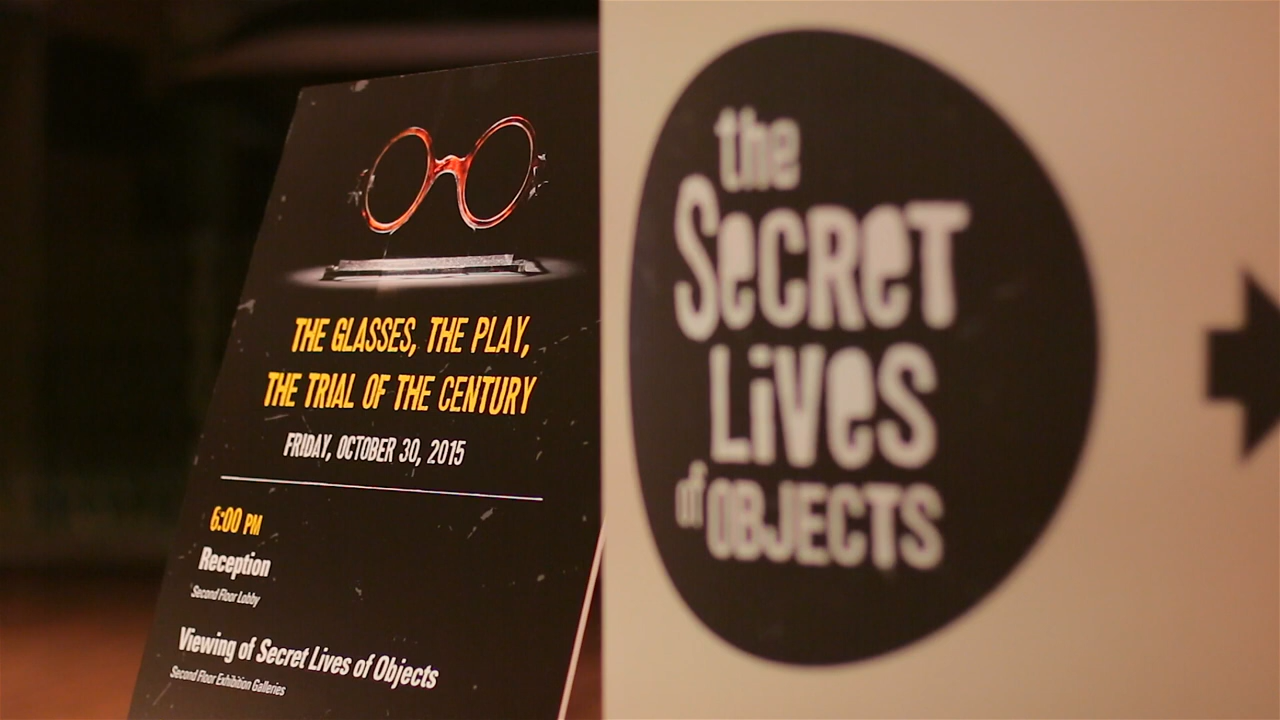 THE GLASSES, THE PLAY,
THE TRIAL OF THE CENTURY
FRIDAY, OCTOBER 30, 2015
6:00 PM
Reception
Second Floor Lobby
Viewing of Secret Lives of Objects
Second Floor Exhibition Galleries
the
SeCReT
LiVeS
of OBJECTS